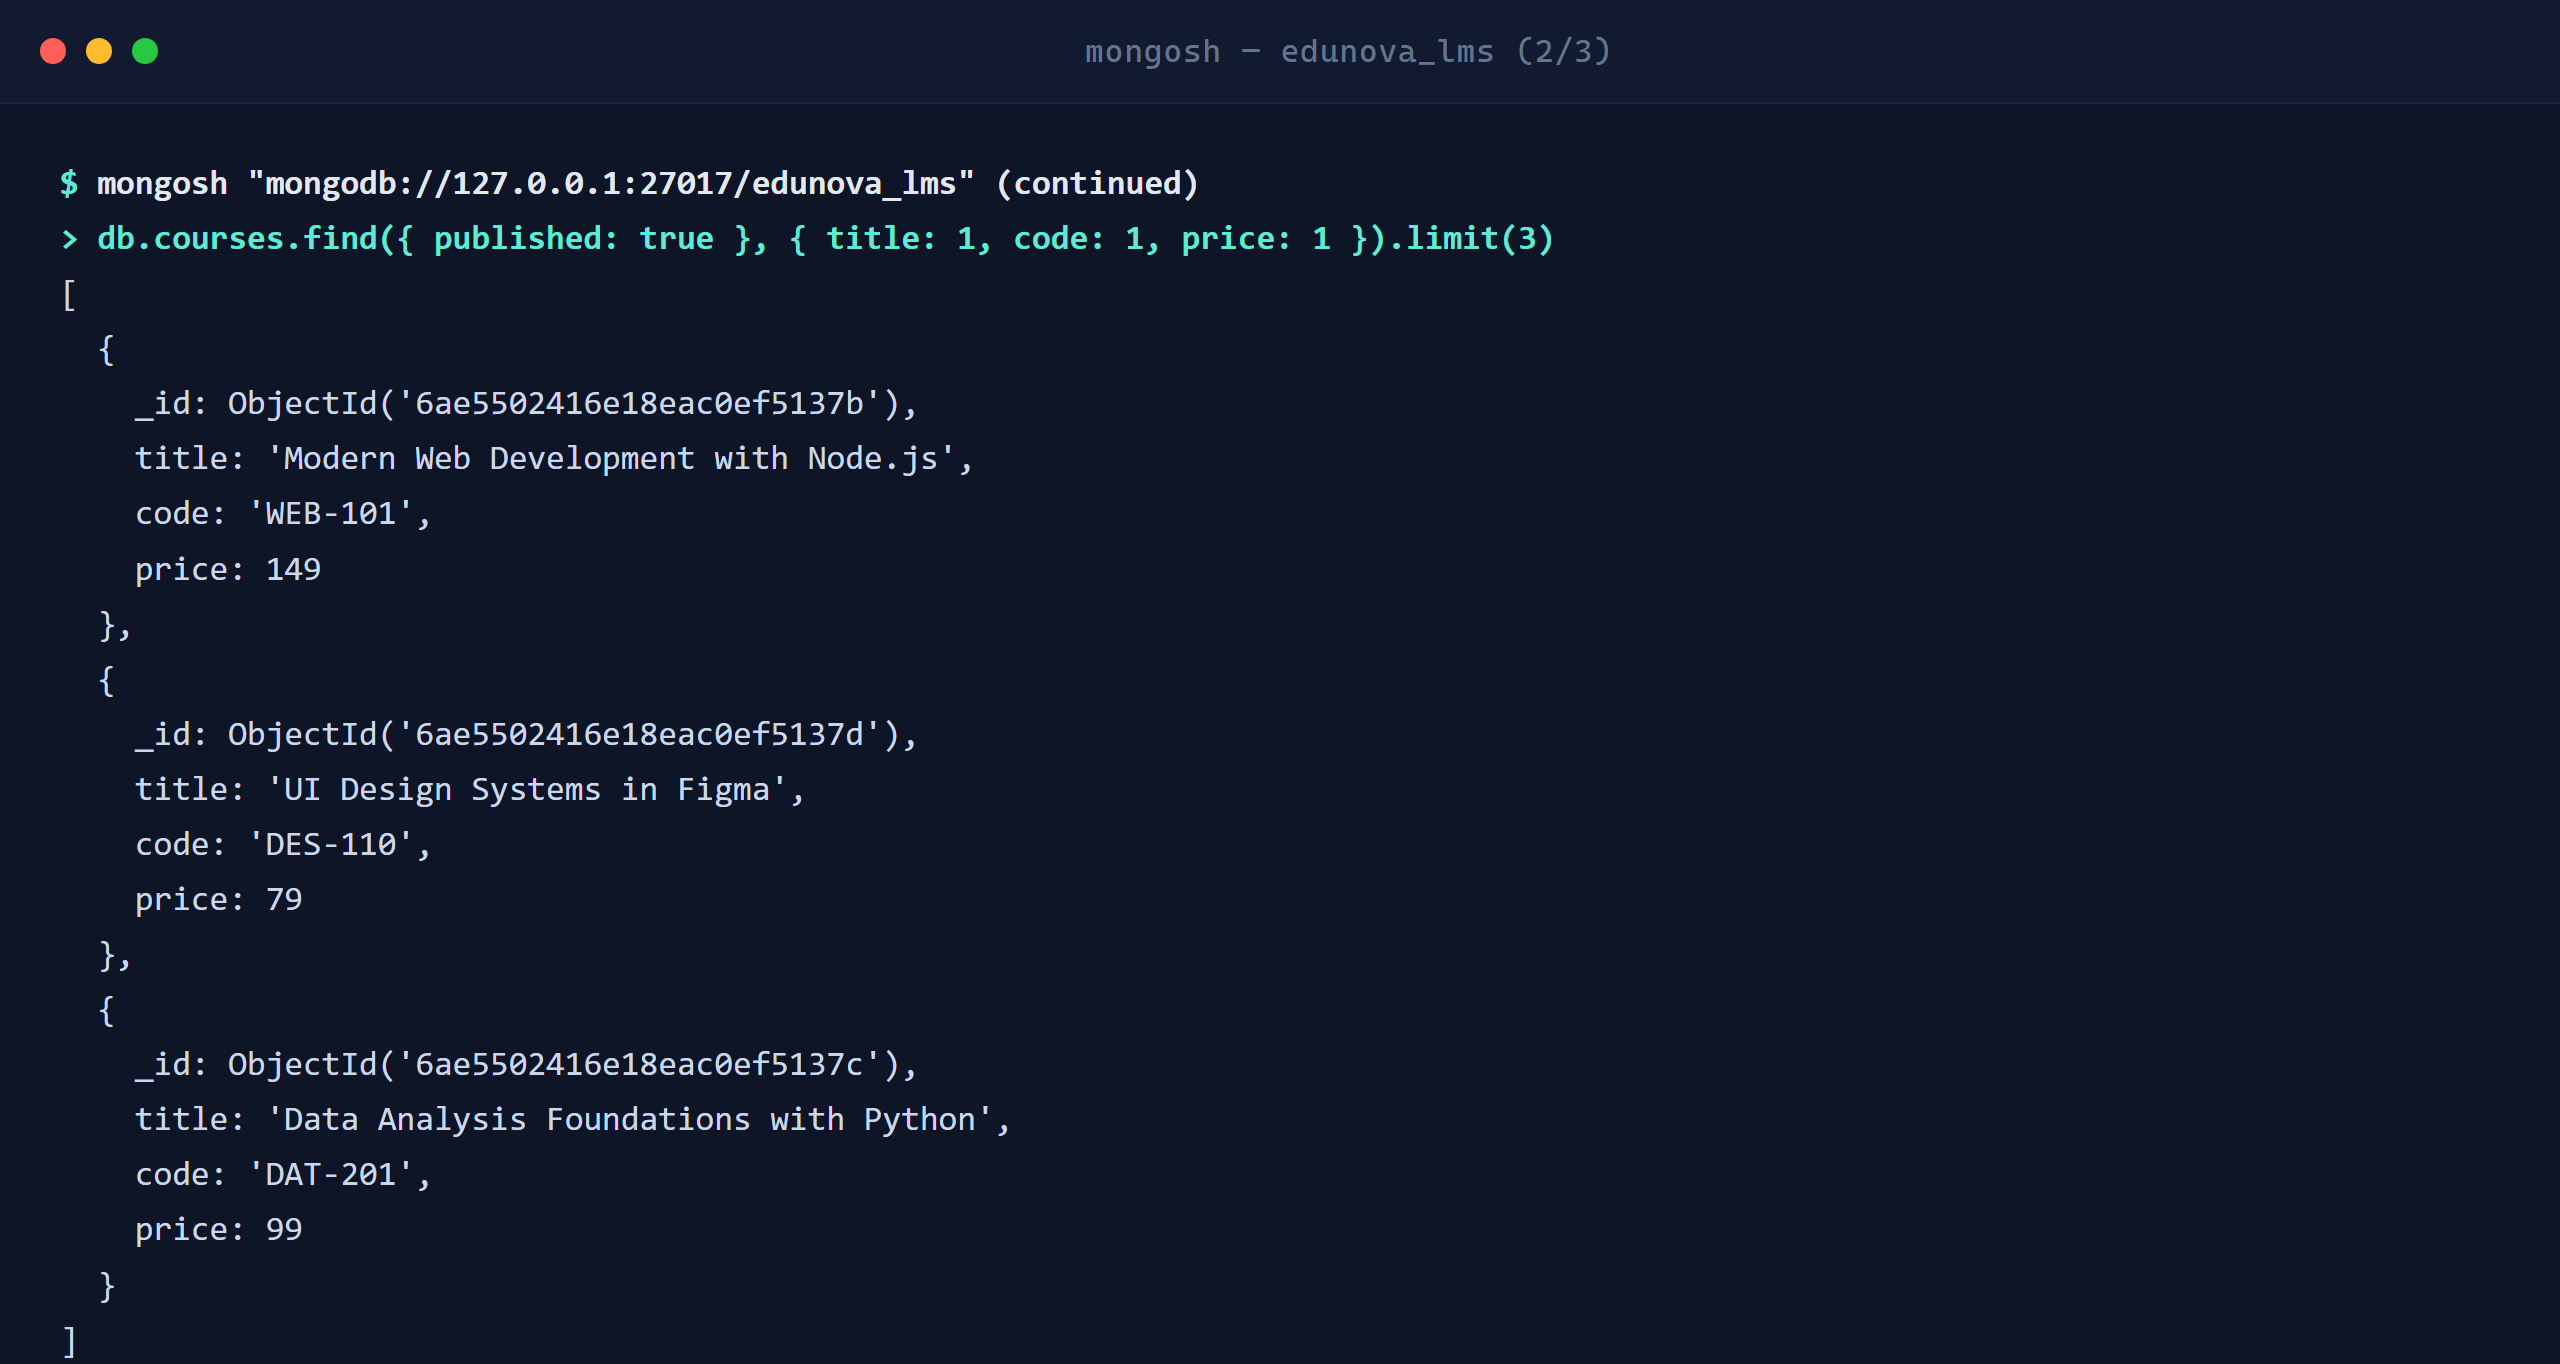 mongosh — edunova_lms (2/3)
$ mongosh "mongodb://127.0.0.1:27017/edunova_lms" (continued)
> db.courses.find({ published: true }, { title: 1, code: 1, price: 1 }).limit(3)
[
  {
    _id: ObjectId('6ae5502416e18eac0ef5137b'),
    title: 'Modern Web Development with Node.js',
    code: 'WEB-101',
    price: 149
  },
  {
    _id: ObjectId('6ae5502416e18eac0ef5137d'),
    title: 'UI Design Systems in Figma',
    code: 'DES-110',
    price: 79
  },
  {
    _id: ObjectId('6ae5502416e18eac0ef5137c'),
    title: 'Data Analysis Foundations with Python',
    code: 'DAT-201',
    price: 99
  }
]